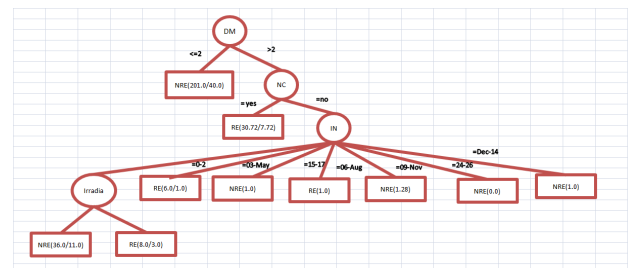 DM
<=2
>2
NRE(201.0/40.0)
NC
=yes
=no
RE(30.72/7.72)
IN
=0-2
=03-May
=15-17
=06-Aug
=09-Nov
=24-26
=Dec-14
Irradia
RE(6.0/1.0)
NRE(1.0)
RE(1.0)
NRE(1.28)
NRE(0.0)
NRE(1.0)
NRE(36.0/11.0)
RE(8.0/3.0)